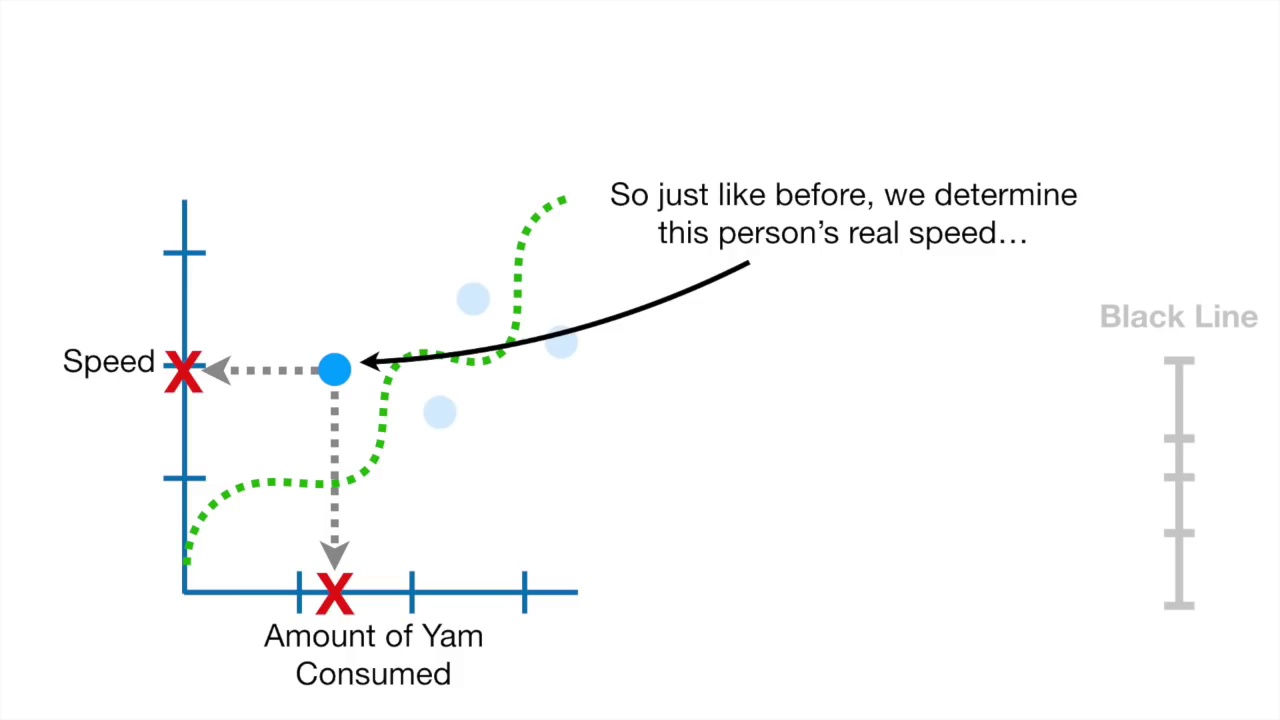 So just like before, we determine
this person's real speed…
Black Line
Speed
X
X
Amount of Yam
Consumed